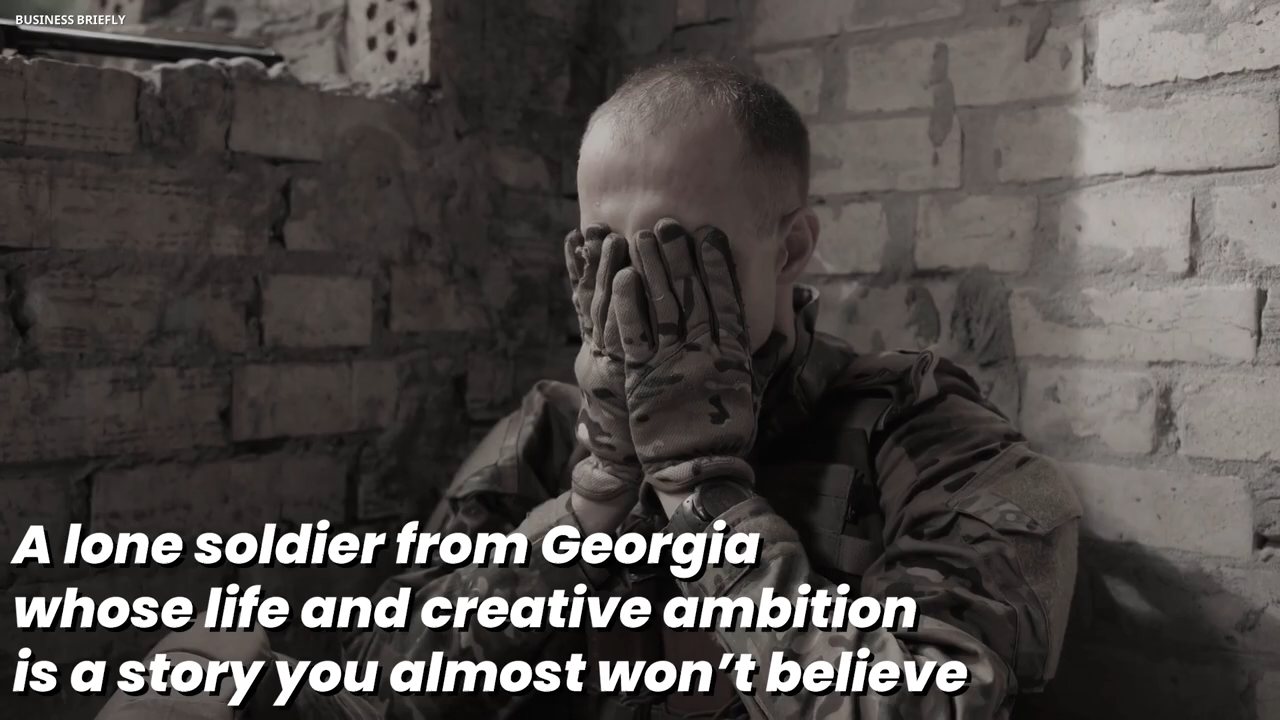 BUSINESS BRIEFLY
A lone soldier from Georgia
whose life and creative ambition
is a story you almost won’t believe